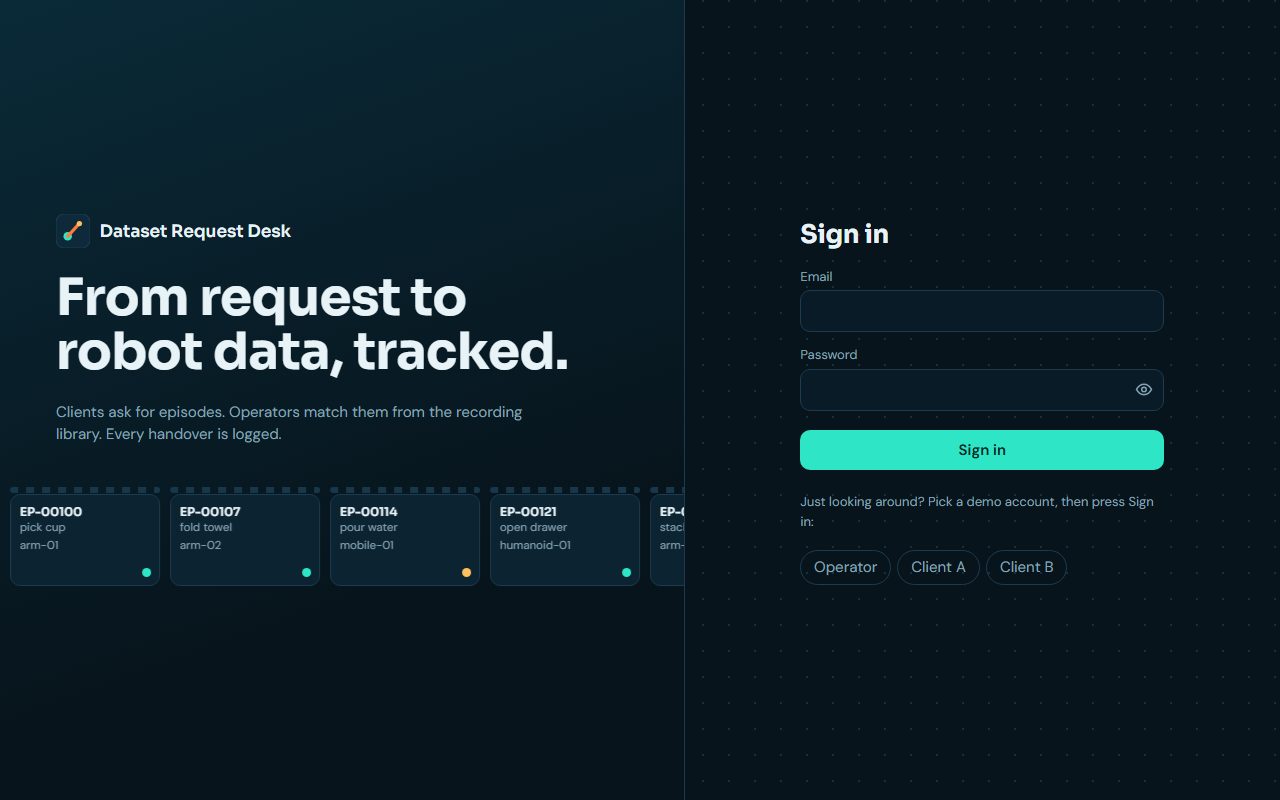 Dataset Request Desk
From request to
robot data, tracked.
Clients ask for episodes. Operators match them from the recording
library. Every handover is logged.
EP-00100
pick cup
arm-01
EP-00107
fold towel
arm-02
EP-00114
pour water
mobile-01
EP-00121
open drawer
humanoid-01
Sign in
Email
Password
Sign in
Just looking around? Pick a demo account, then press Sign
in:
Operator
Client A
Client B